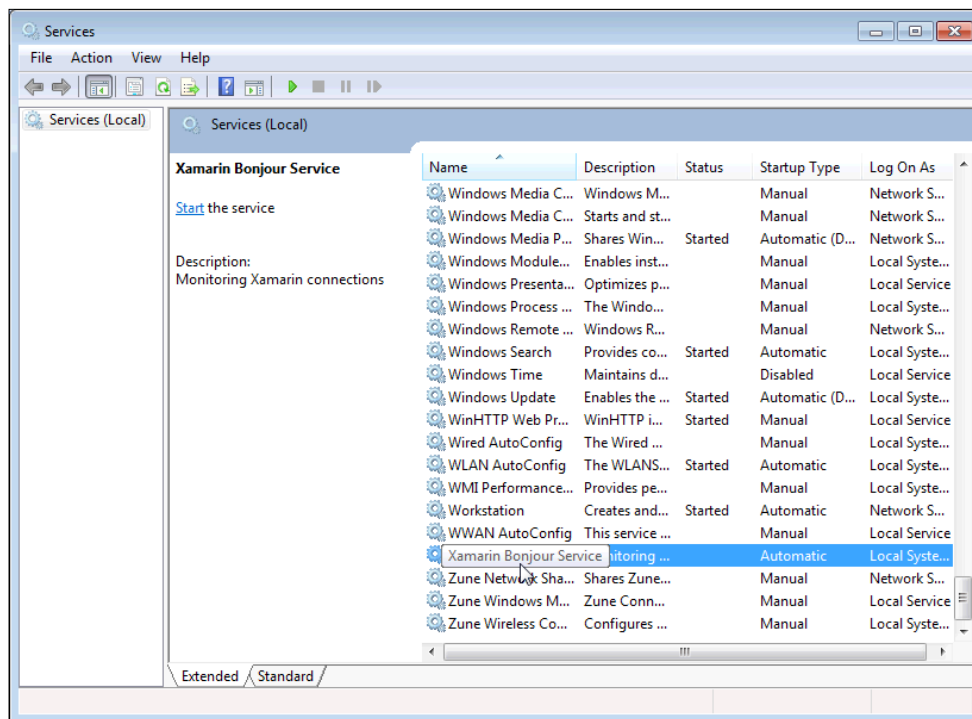 Services
File Action View Help
Services (Local)
Services (Local)
Xamarin Bonjour Service
Start the service
Description:
Monitoring Xamarin connections
Name Description Status Startup Type Log On As
Windows Media C... Windows M... Manual Network S...
Windows Media C... Starts and st... Manual Network S...
Windows Media P... Shares Win... Started Automatic (D... Network S...
Windows Module... Enables inst... Manual Local Syste...
Windows Presenta... Optimizes p... Manual Local Service
Windows Process ... The Windo... Manual Local Syste...
Windows Remote ... Windows R... Manual Network S...
Windows Search Provides co... Started Automatic Local Syste...
Windows Time Maintains d... Disabled Local Service
Windows Update Enables the ... Started Automatic (D... Local Syste...
WinHTTP Web Pr... WinHTTP i... Started Manual Local Service
Wired AutoConfig The Wired ... Manual Local Syste...
WLAN AutoConfig The WLANS... Started Automatic Local Syste...
WMI Performance... Provides pe... Manual Local Syste...
Workstation Creates and... Started Automatic Network S...
WWAN AutoConfig This service ... Manual Local Service
Xamarin Bonjour Service nitoring ... Automatic Local Syste...
Zune Network Sha... Shares Zune... Manual Network S...
Zune Windows M... Zune Conn... Manual Local Service
Zune Wireless Co... Configures ... Manual Local Syste...
Extended Standard